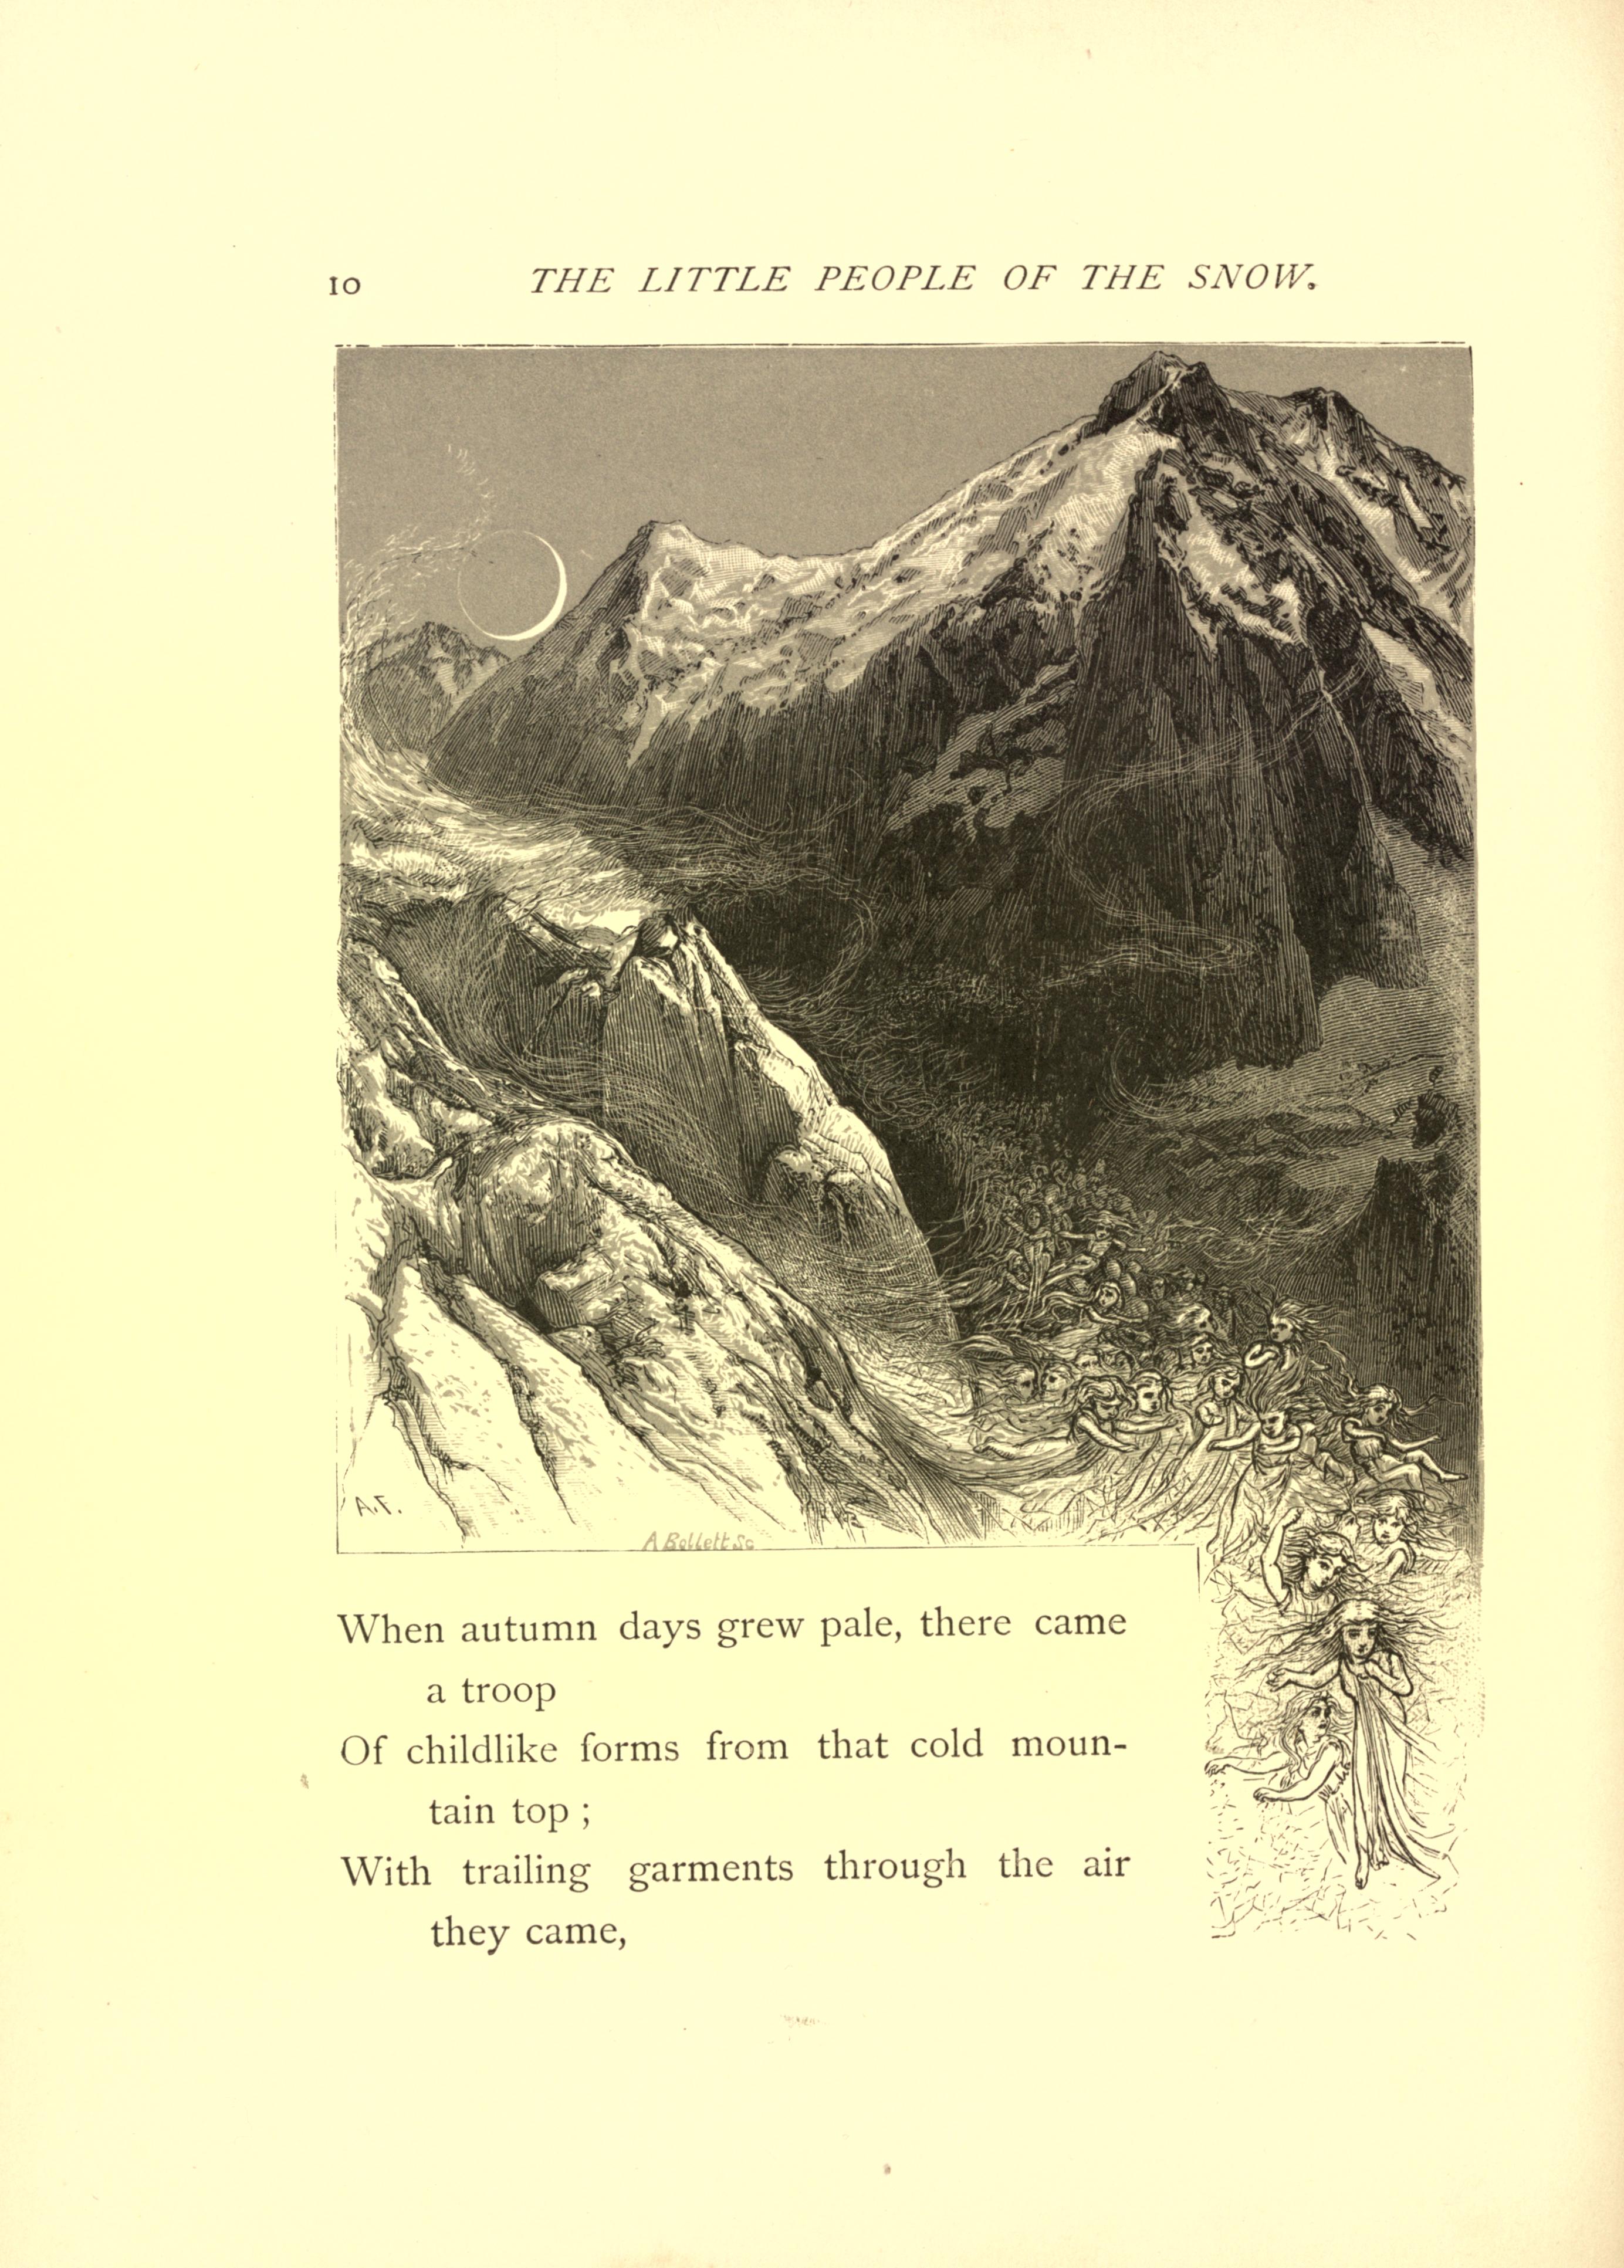 10 THE LITTLE PEOPLE OF THE SNOW.
A.F.
A Bellett Sc
When autumn days grew pale, there came
a troop
Of childlike forms from that cold moun-
tain top ;
With trailing garments through the air
they came,